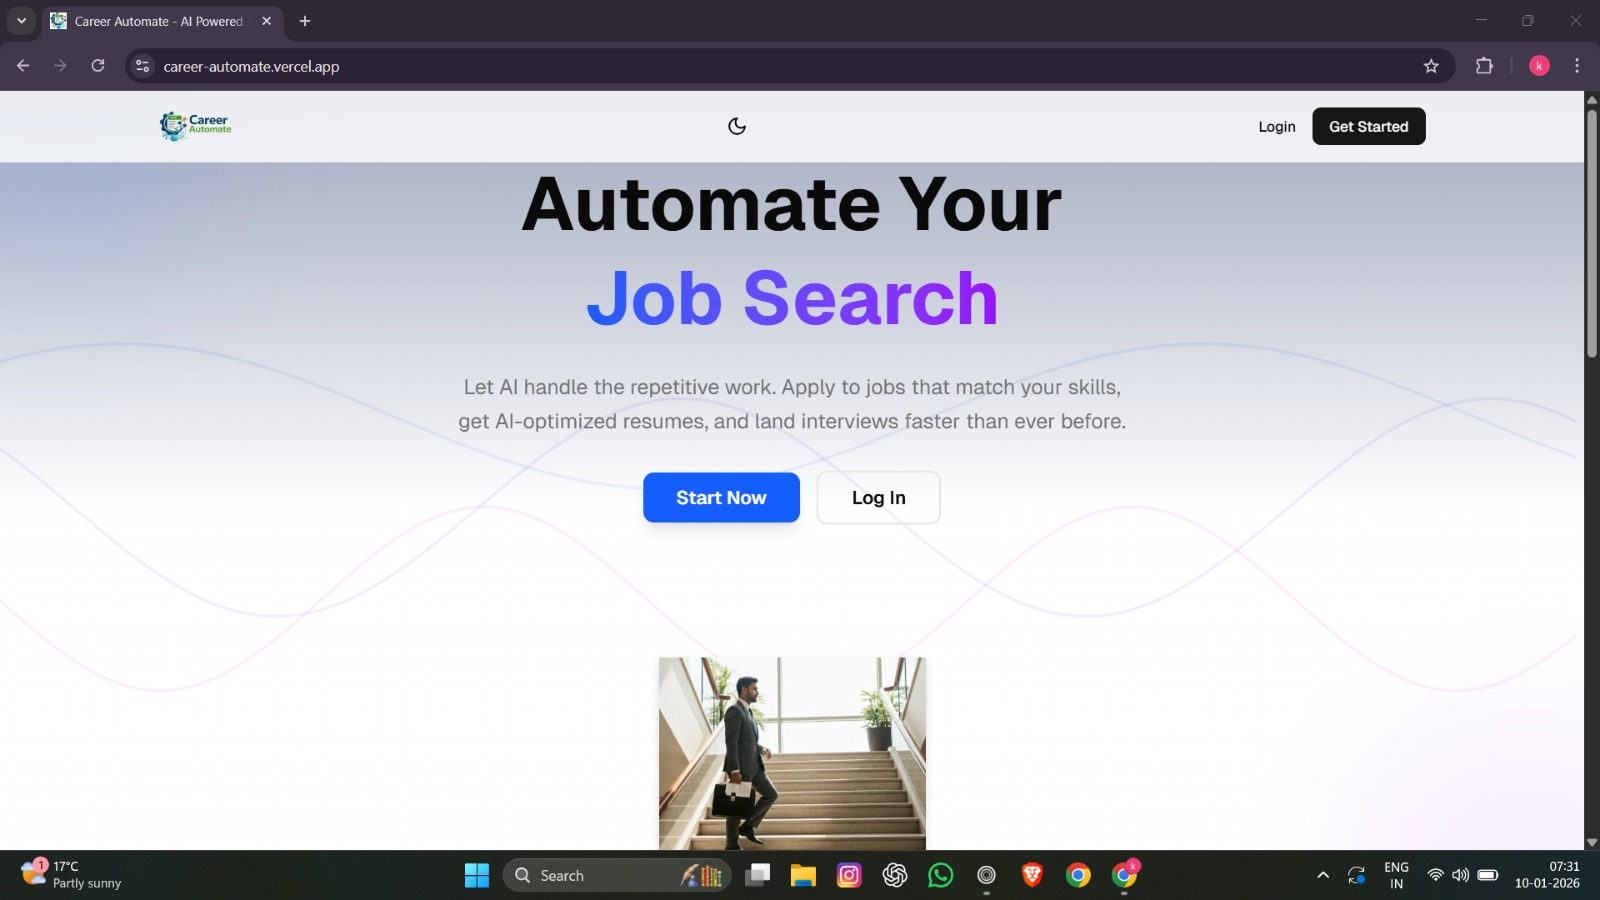 Career Automate - AI Powered
career-automate.vercel.app
k
Career
Automate
Login
Get Started
Automate Your
Job Search
Let AI handle the repetitive work. Apply to jobs that match your skills,
get AI-optimized resumes, and land interviews faster than ever before.
Start Now
Log In
1
17°C
Partly sunny
Search
k
ENG
IN
07:31
10-01-2026